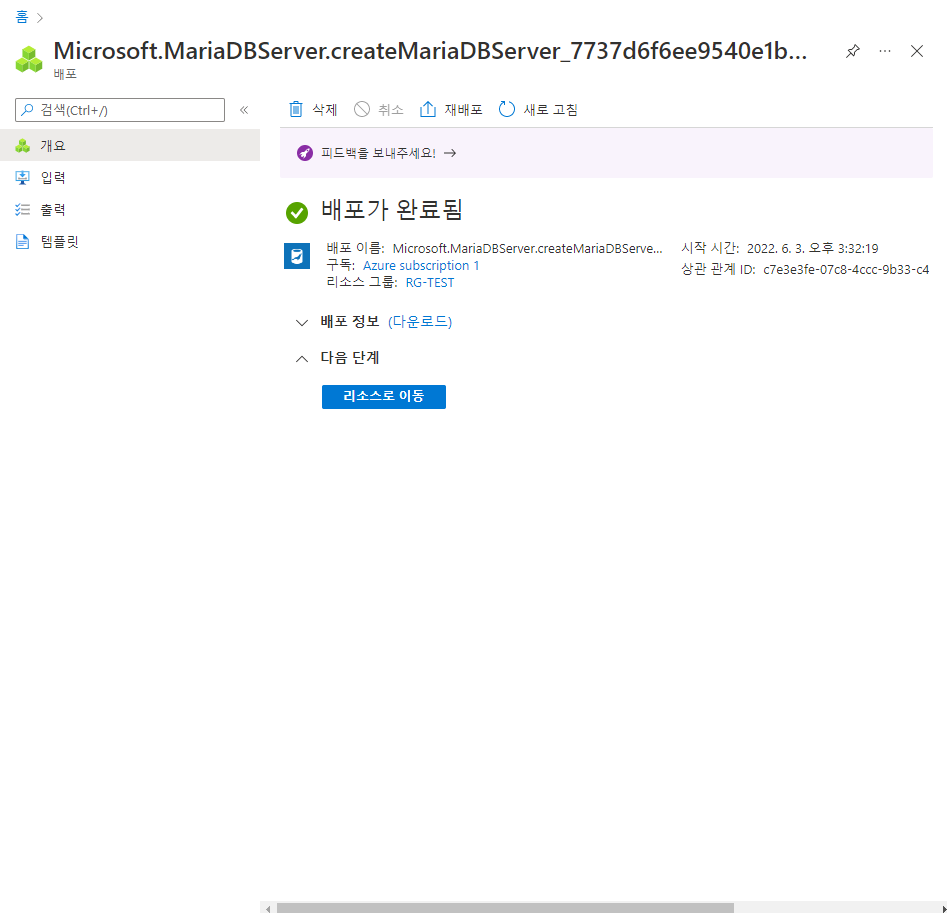 홈
Microsoft.MariaDBServer.createMariaDBServer_7737d6f6ee9540e1b...
배포
검색(Ctrl+/)
삭제 취소 재배포 새로 고침
개요
입력
출력
템플릿
피드백을 보내주세요!
배포가 완료됨
배포 이름: Microsoft.MariaDBServer.createMariaDBServe...
구독: Azure subscription 1
리소스 그룹: RG-TEST
시작 시간: 2022. 6. 3. 오후 3:32:19
상관 관계 ID: c7e3e3fe-07c8-4ccc-9b33-c4
배포 정보 (다운로드)
다음 단계
리소스로 이동